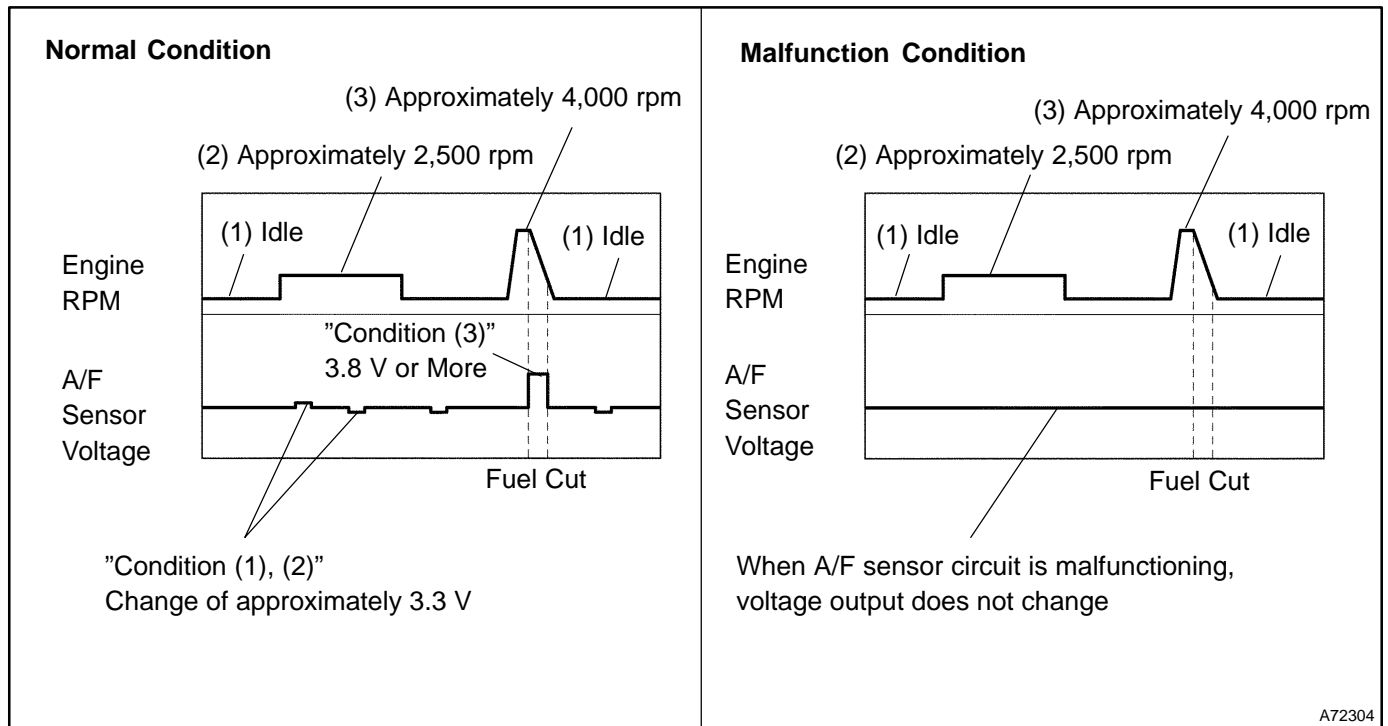 Normal Condition
(3) Approximately 4,000 rpm
(2) Approximately 2,500 rpm
(1) Idle
(1) Idle
Engine
RPM
”Condition (3)”
3.8 V or More
A/F
Sensor
Voltage
Fuel Cut
”Condition (1), (2)”
Change of approximately 3.3 V
Malfunction Condition
(3) Approximately 4,000 rpm
(2) Approximately 2,500 rpm
(1) Idle
(1) Idle
Engine
RPM
A/F
Sensor
Voltage
Fuel Cut
When A/F sensor circuit is malfunctioning,
voltage output does not change
A72304